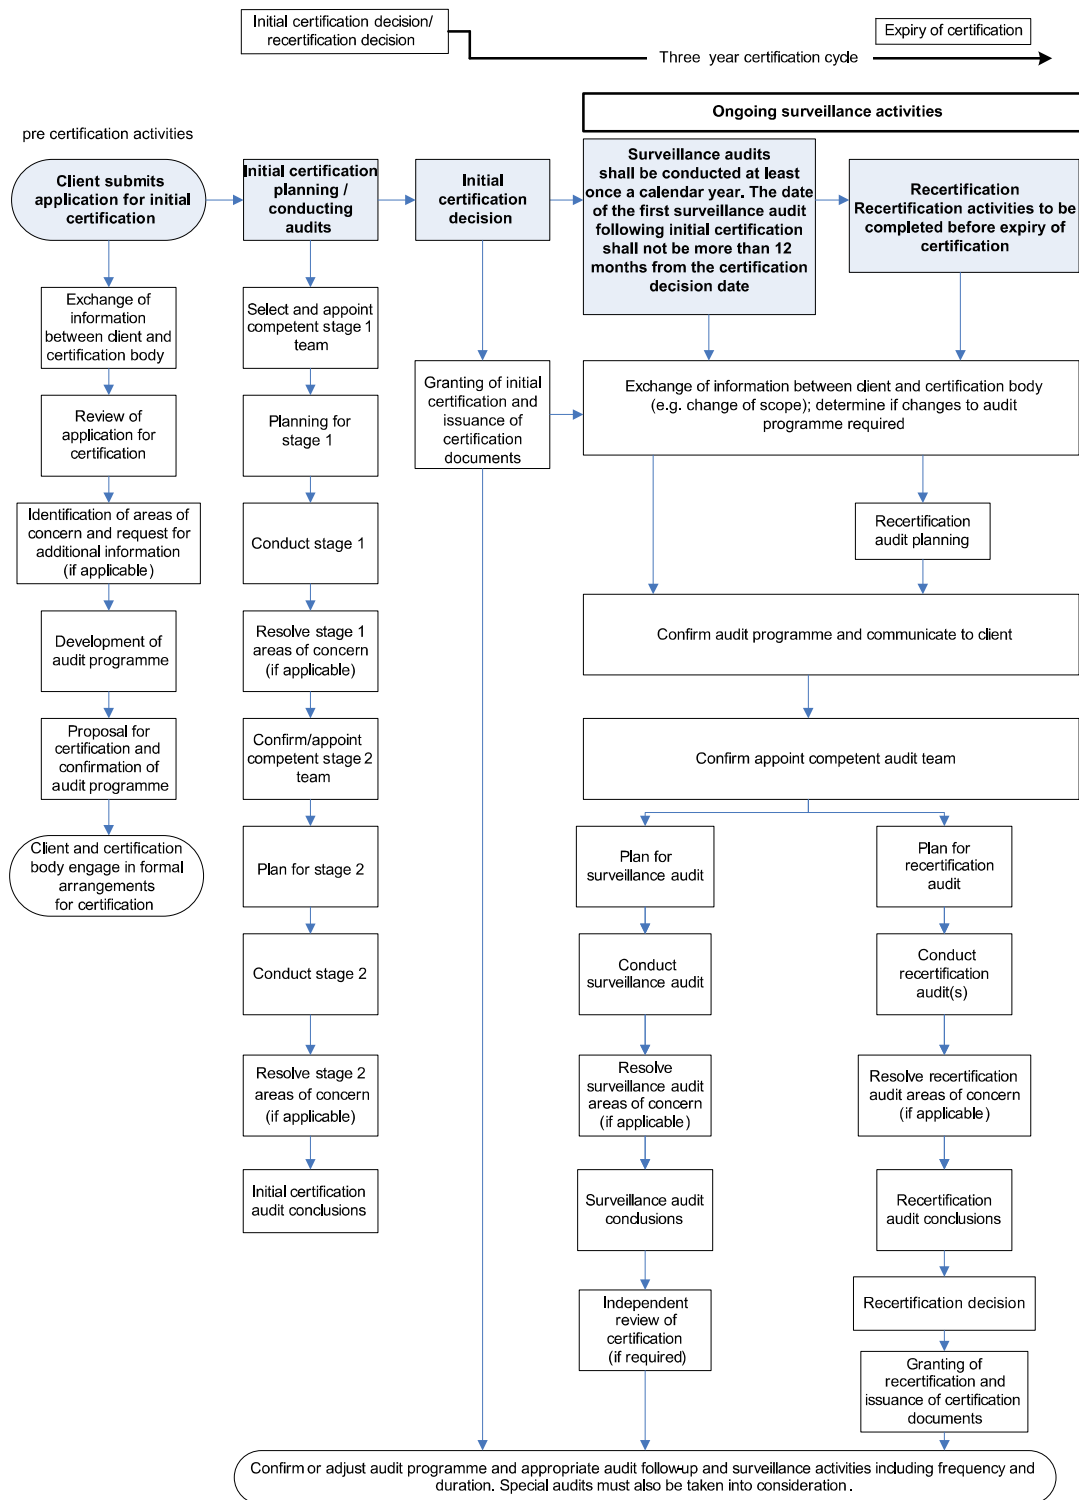 Initial certification decision/
recertification decision
Expiry of certification
Three year certification cycle
Ongoing surveillance activities
pre certification activities
Client submits
application for initial
certification
Initial certification
planning /
conducting
audits
Initial
certification
decision
Surveillance audits
shall be conducted at least
once a calendar year. The date
of the first surveillance audit
following initial certification
shall not be more than 12
months from the certification
decision date
Recertification
Recertification activities to be
completed before expiry of
certification
Exchange of
information
between client and
certification body
Review of
application for
certification
Identification of areas of
concern and request for
additional information
(if applicable)
Development of
audit programme
Proposal for
certification and
confirmation of
audit programme
Client and certification
body engage in formal
arrangements
for certification
Select and appoint
competent stage 1
team
Planning for
stage 1
Conduct stage 1
Resolve stage 1
areas of concern
(if applicable)
Confirm/appoint
competent stage 2
team
Plan for stage 2
Conduct stage 2
Resolve stage 2
areas of concern
(if applicable)
Initial certification
audit conclusions
Granting of initial
certification and
issuance of
certification
documents
Exchange of information between client and certification body
(e.g. change of scope); determine if changes to audit
programme required
Recertification
audit planning
Confirm audit programme and communicate to client
Confirm appoint competent audit team
Plan for
surveillance audit
Conduct
surveillance audit
Resolve
surveillance audit
areas of concern
(if applicable)
Surveillance audit
conclusions
Independent
review of
certification
(if required)
Plan for
recertification
audit
Conduct
recertification
audit(s)
Resolve recertification
audit areas of concern
(if applicable)
Recertification
audit conclusions
Recertification decision
Granting of
recertification and
issuance of certification
documents
Confirm or adjust audit programme and appropriate audit follow-up and surveillance activities including frequency and
duration. Special audits must also be taken into consideration.